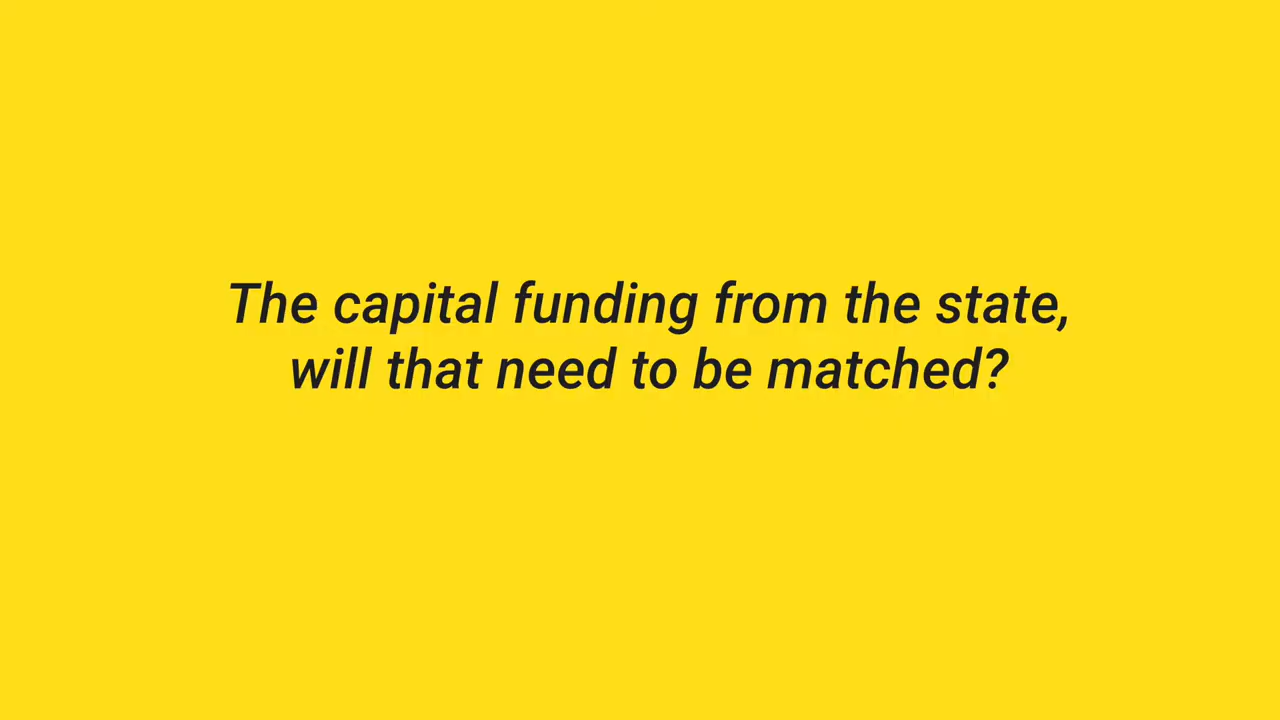 The capital funding from the state,
will that need to be matched?